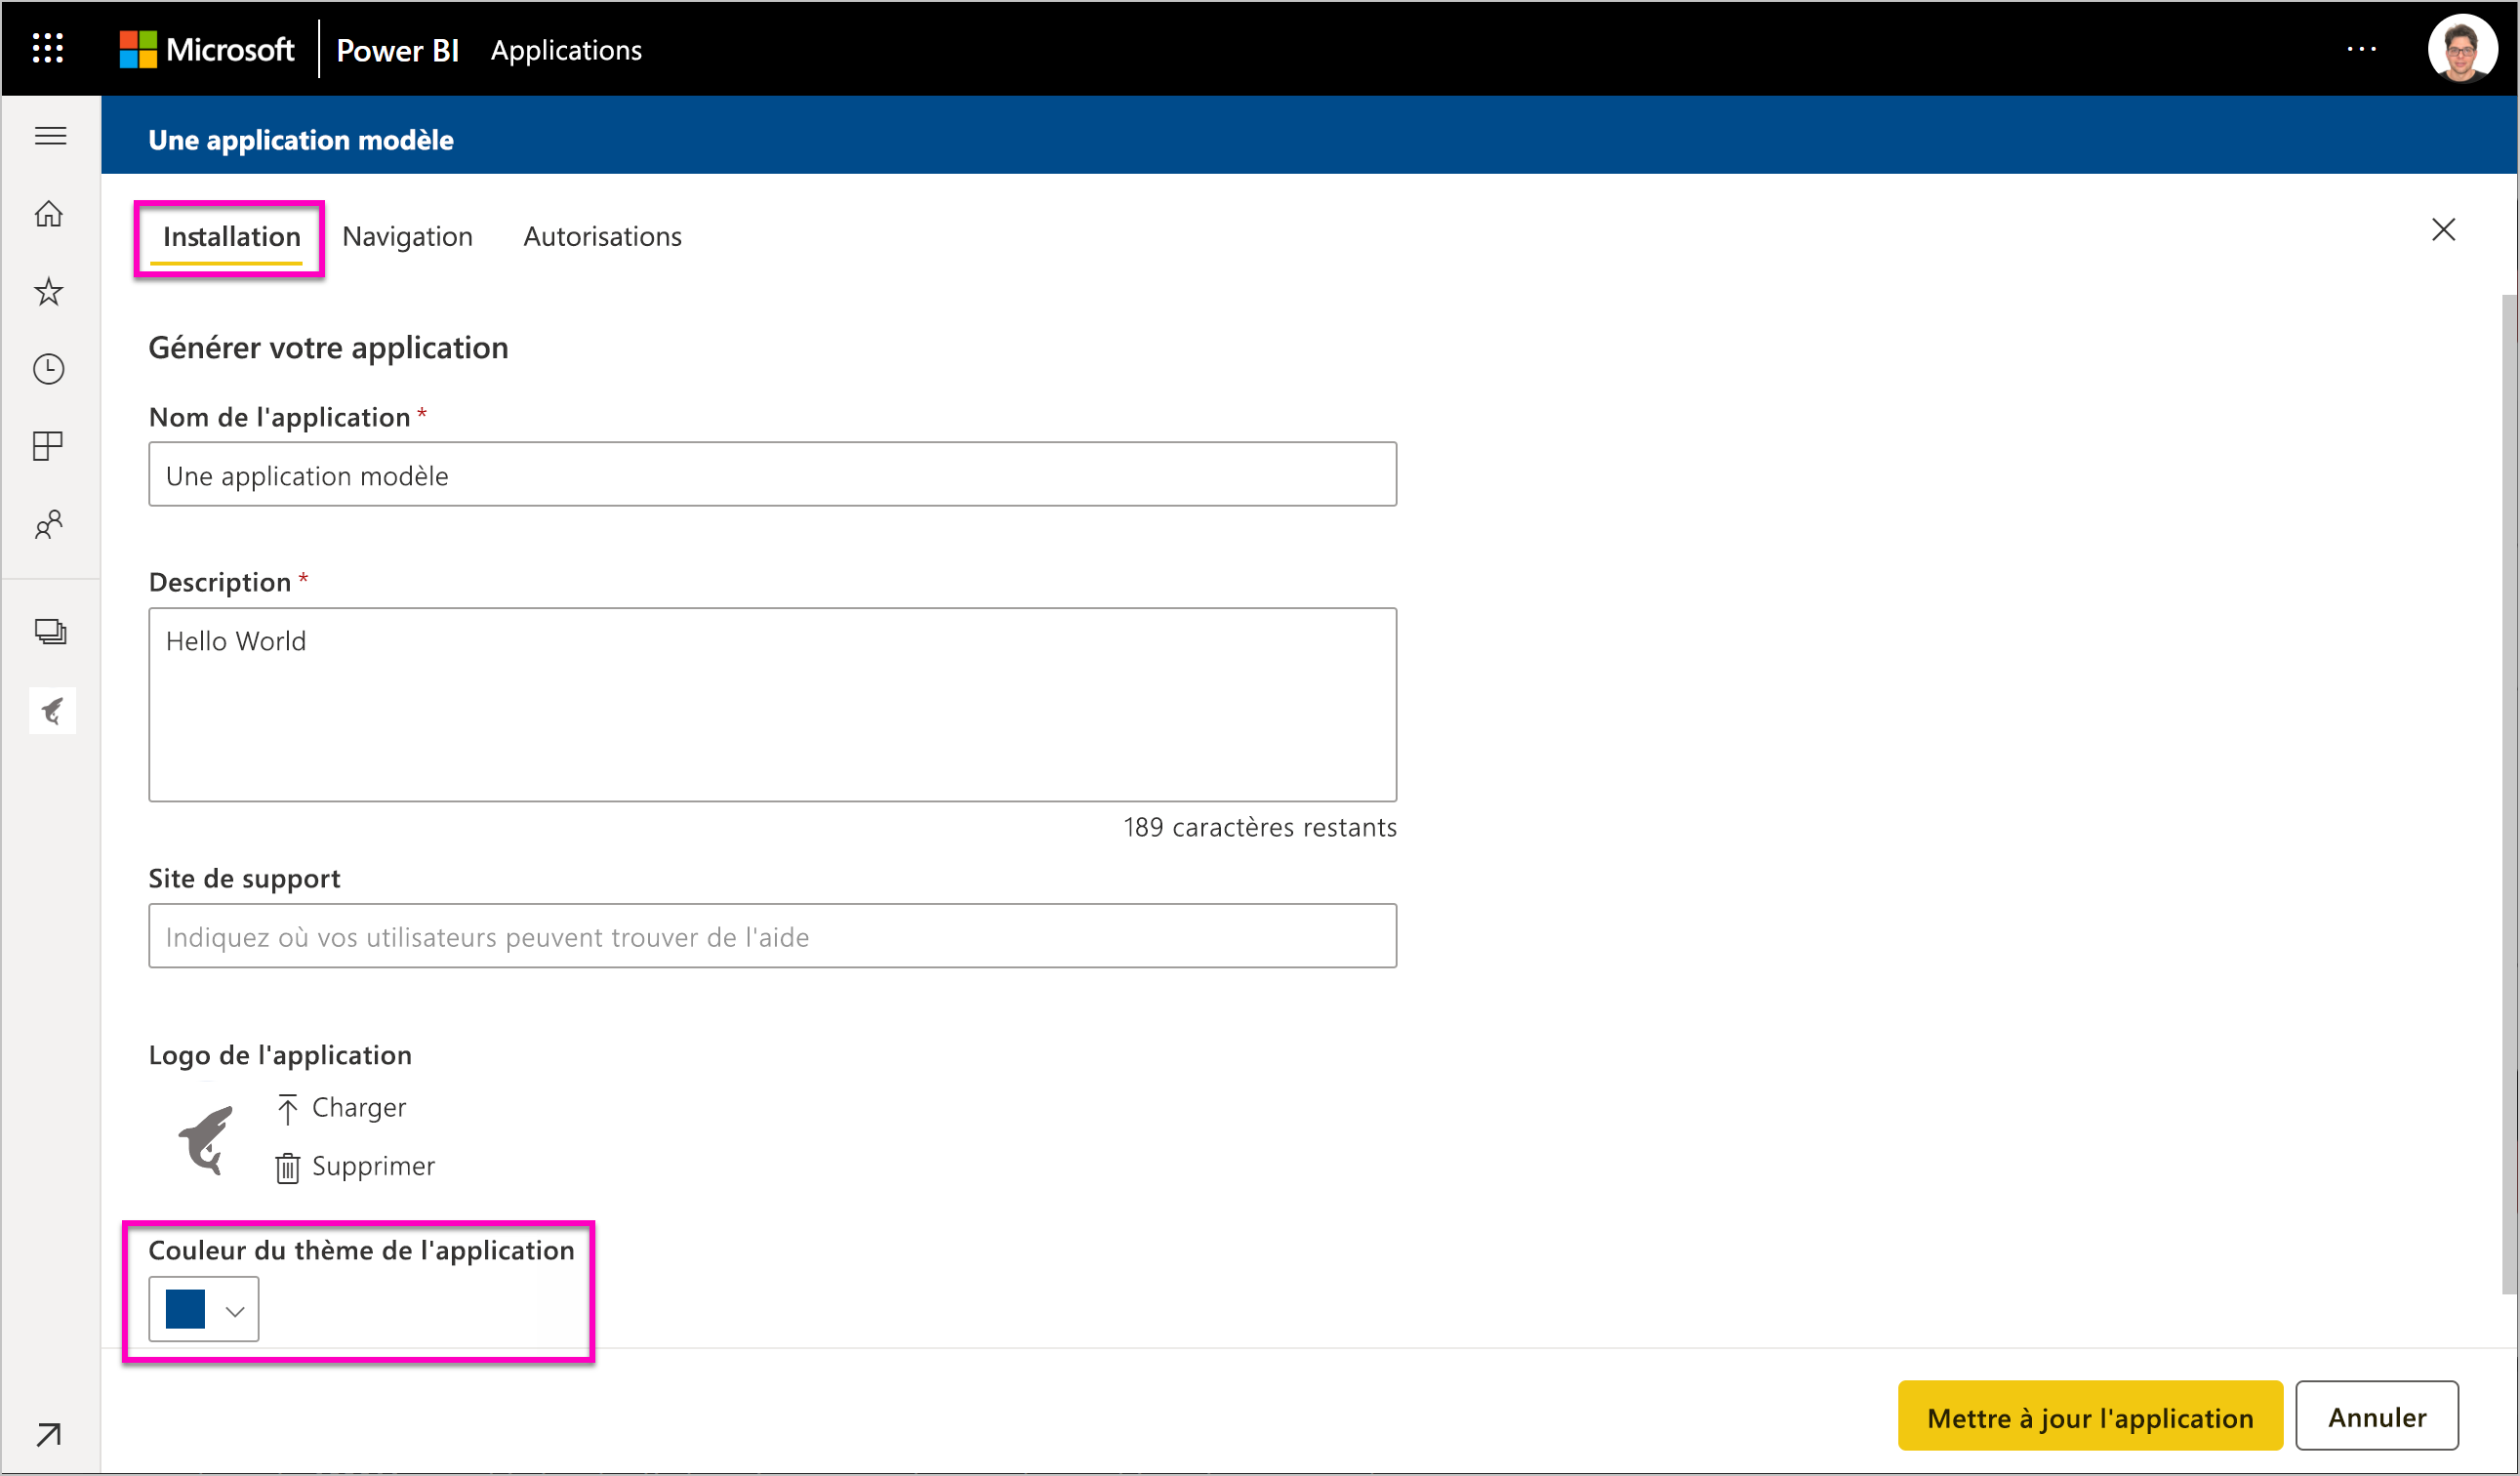 Microsoft Power BI Applications
Une application modèle
Installation Navigation Autorisations
Générer votre application
Nom de l'application *
Une application modèle
Description *
Hello World
189 caractères restants
Site de support
Indiquez où vos utilisateurs peuvent trouver de l'aide
Logo de l'application
Charger
Supprimer
Couleur du thème de l'application
Mettre à jour l'application Annuler